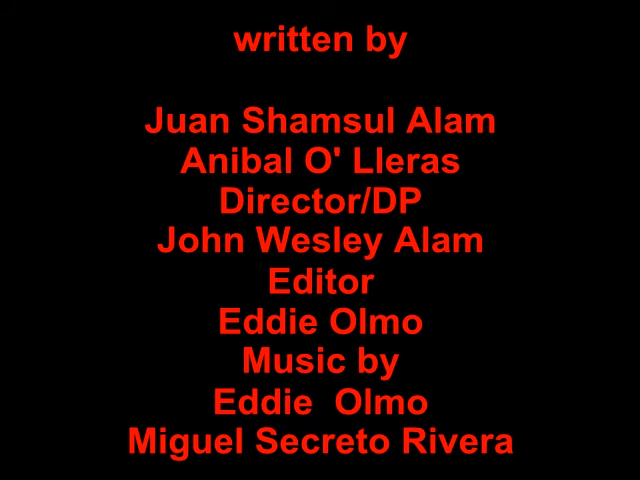 written by
Juan Shamsul Alam
Anibal O' Lleras
Director/DP
John Wesley Alam
Editor
Eddie Olmo
Music by
Eddie  Olmo
Miguel Secreto Rivera